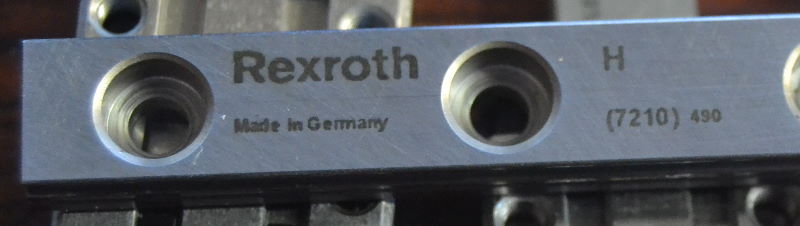 Rexroth
Made in Germany
H
(7210) 490